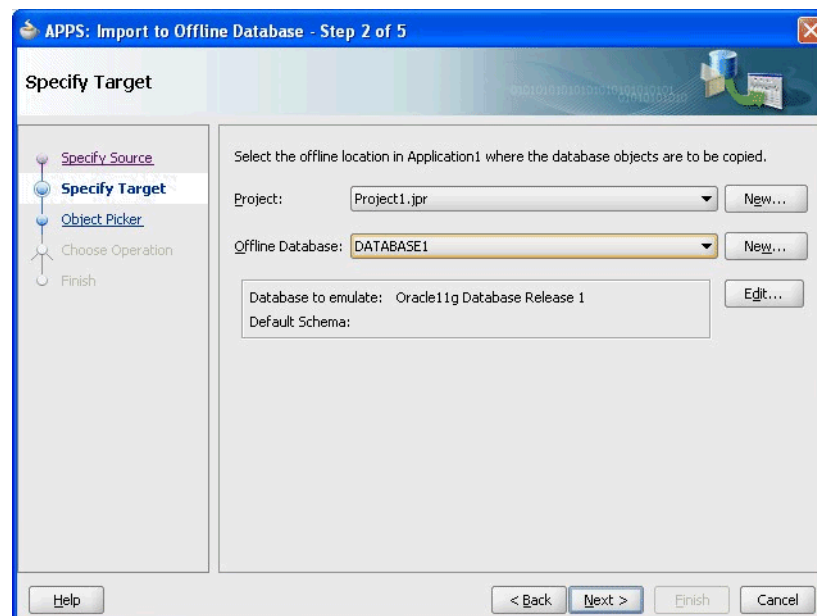 APPS: Import to Offline Database - Step 2 of 5
Specify Target
Specify Source
Specify Target
Object Picker
Choose Operation
Finish
Select the offline location in Application1 where the database objects are to be copied.
Project: Project1.jpr New...
Offline Database: DATABASE1 New...
Database to emulate: Oracle11g Database Release 1 Edit...
Default Schema:
Help < Back Next > Finish Cancel